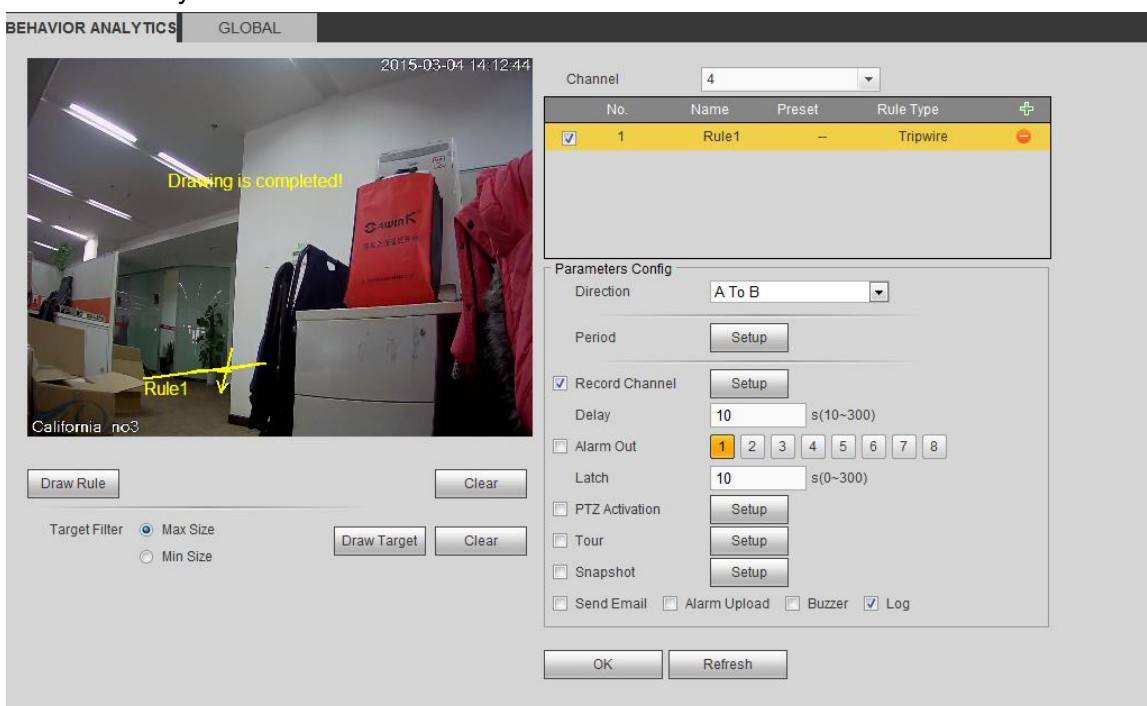 BEHAVIOR ANALYTICS
GLOBAL
2015-03-04 14:12:44
Drawing is completed!
SAWINK
Rule1
California no3
Draw Rule
Clear
Target Filter
Max Size
Min Size
Draw Target
Clear
Channel
4
No. Name Preset Rule Type
1 Rule1 -- Tripwire
Parameters Config
Direction A To B
Period Setup
Record Channel Setup
Delay 10 s(10~300)
Alarm Out 1 2 3 4 5 6 7 8
Latch 10 s(0~300)
PTZ Activation Setup
Tour Setup
Snapshot Setup
Send Email Alarm Upload Buzzer Log
OK Refresh